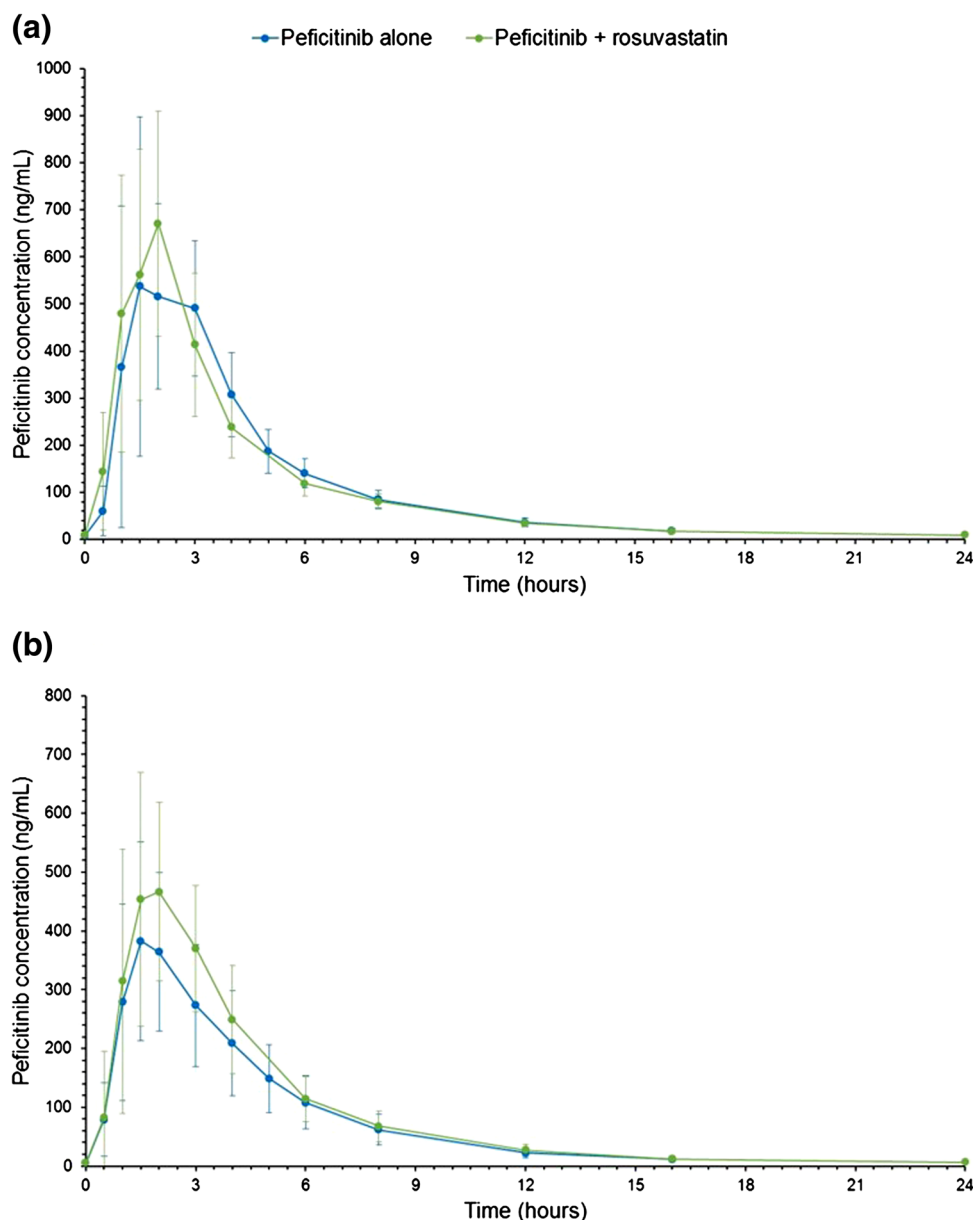 (a)
Peficitinib alone
Peficitinib + rosuvastatin
1000
900
800
700
600
500
400
300
200
100
0
Peficitinib concentration (ng/mL)
0 3 6 9 12 15 18 21 24
Time (hours)
(b)
800
700
600
500
400
300
200
100
0
Peficitinib concentration (ng/mL)
0 3 6 9 12 15 18 21 24
Time (hours)